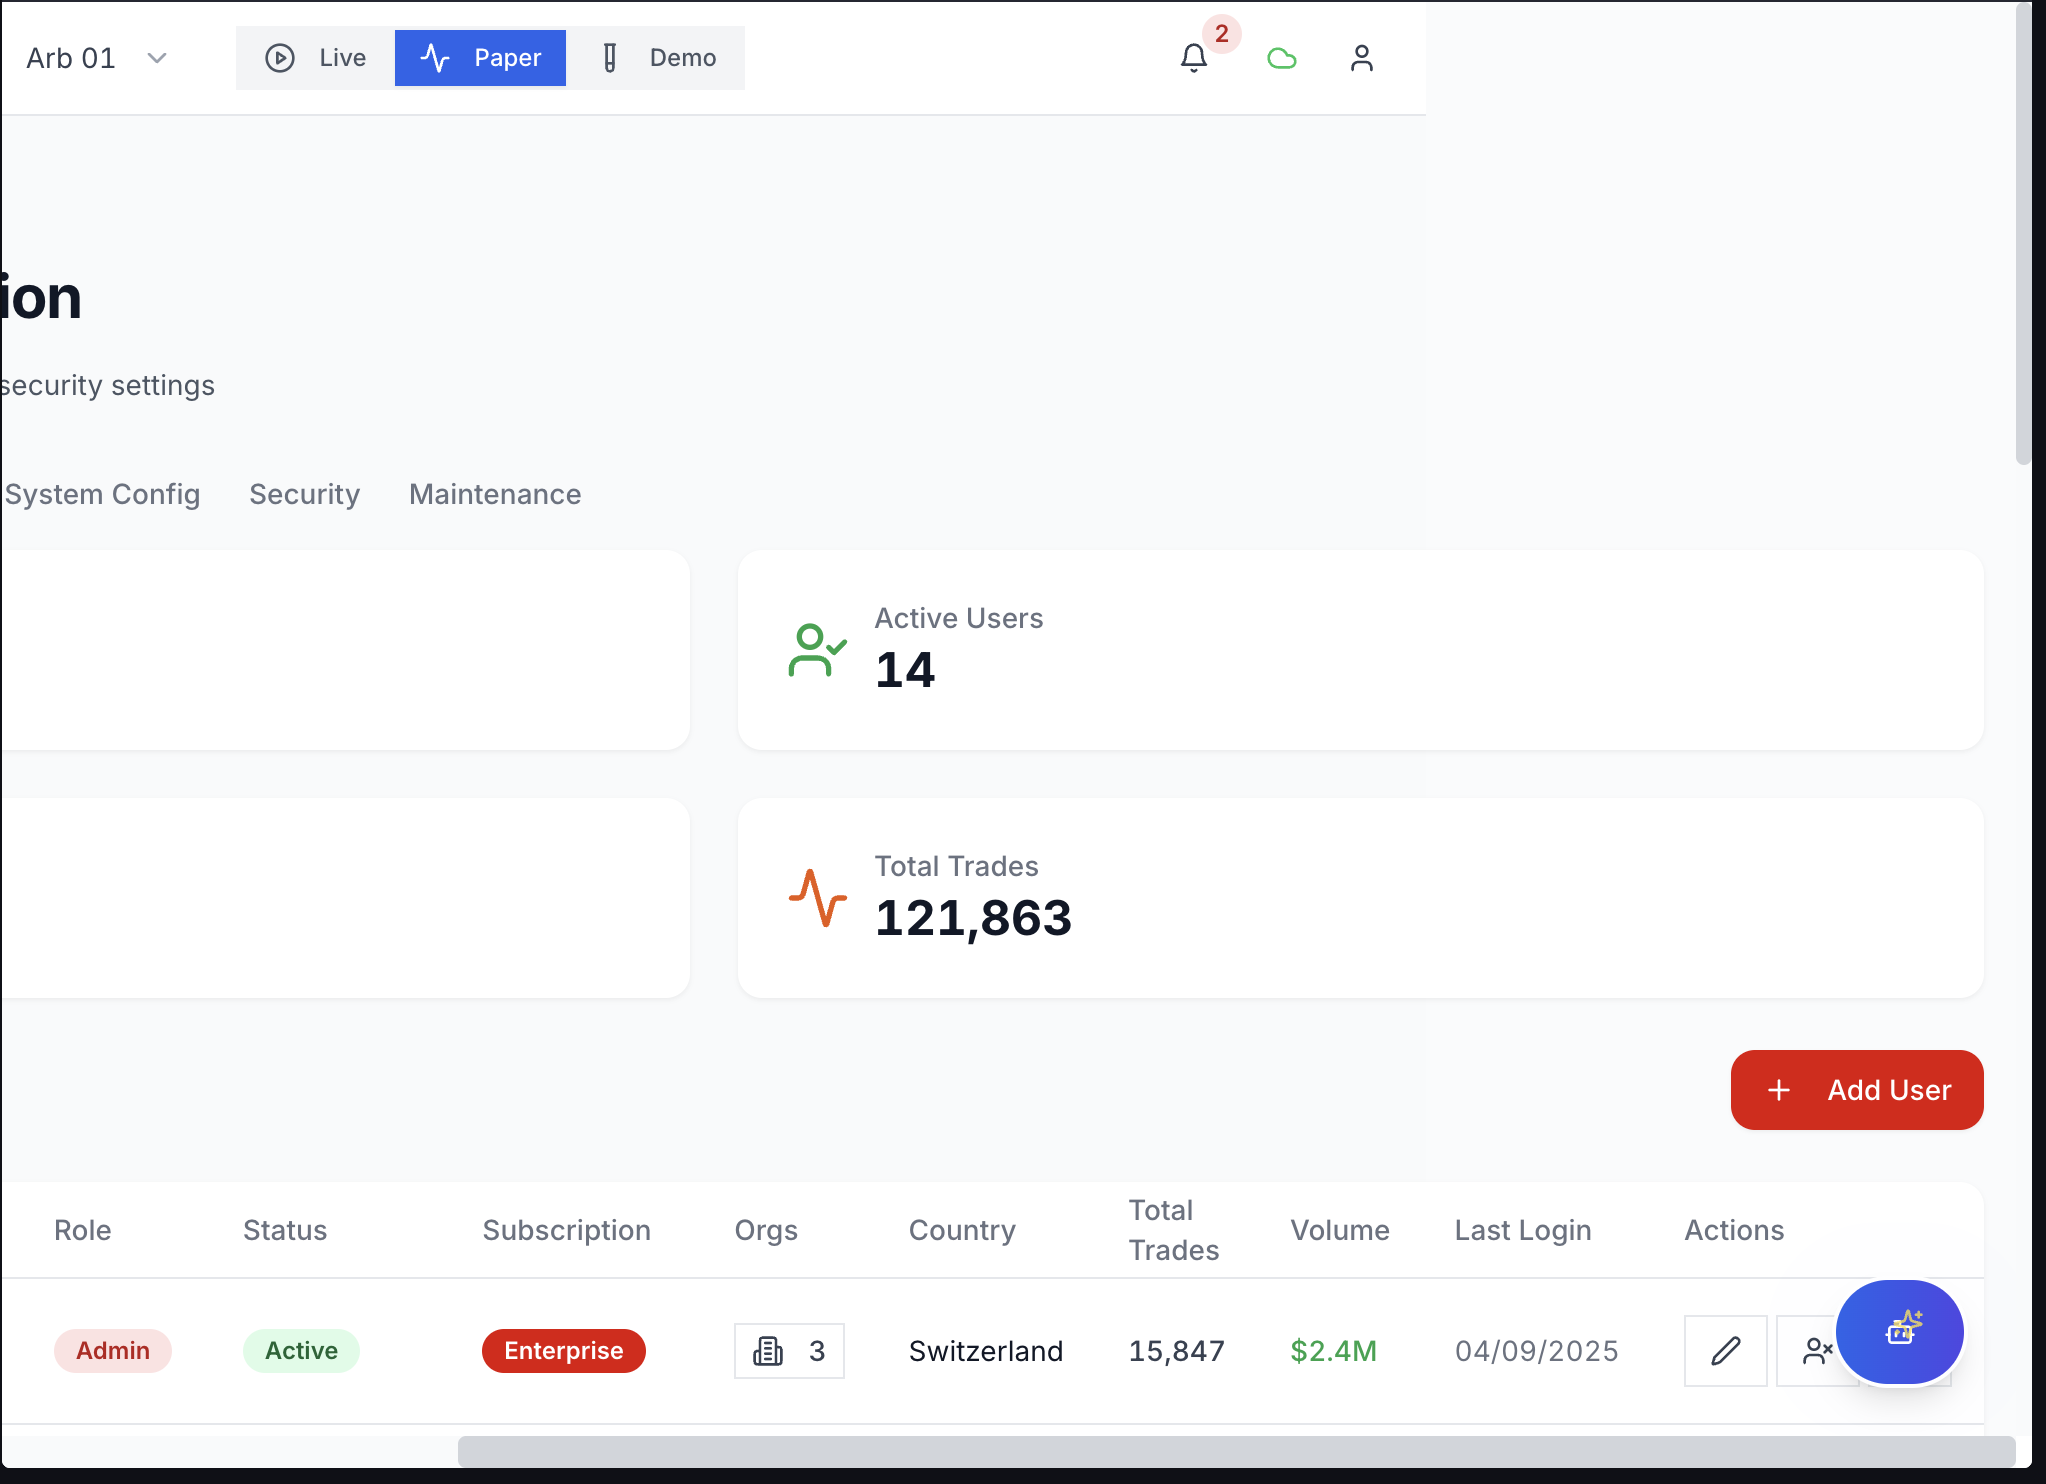 Arb 01
Live
Paper
Demo
2
ion
security settings
System Config
Security
Maintenance
Active Users
14
Total Trades
121,863
Add User
Role
Status
Subscription
Orgs
Country
Total
Trades
Volume
Last Login
Actions
Admin
Active
Enterprise
3
Switzerland
15,847
$2.4M
04/09/2025